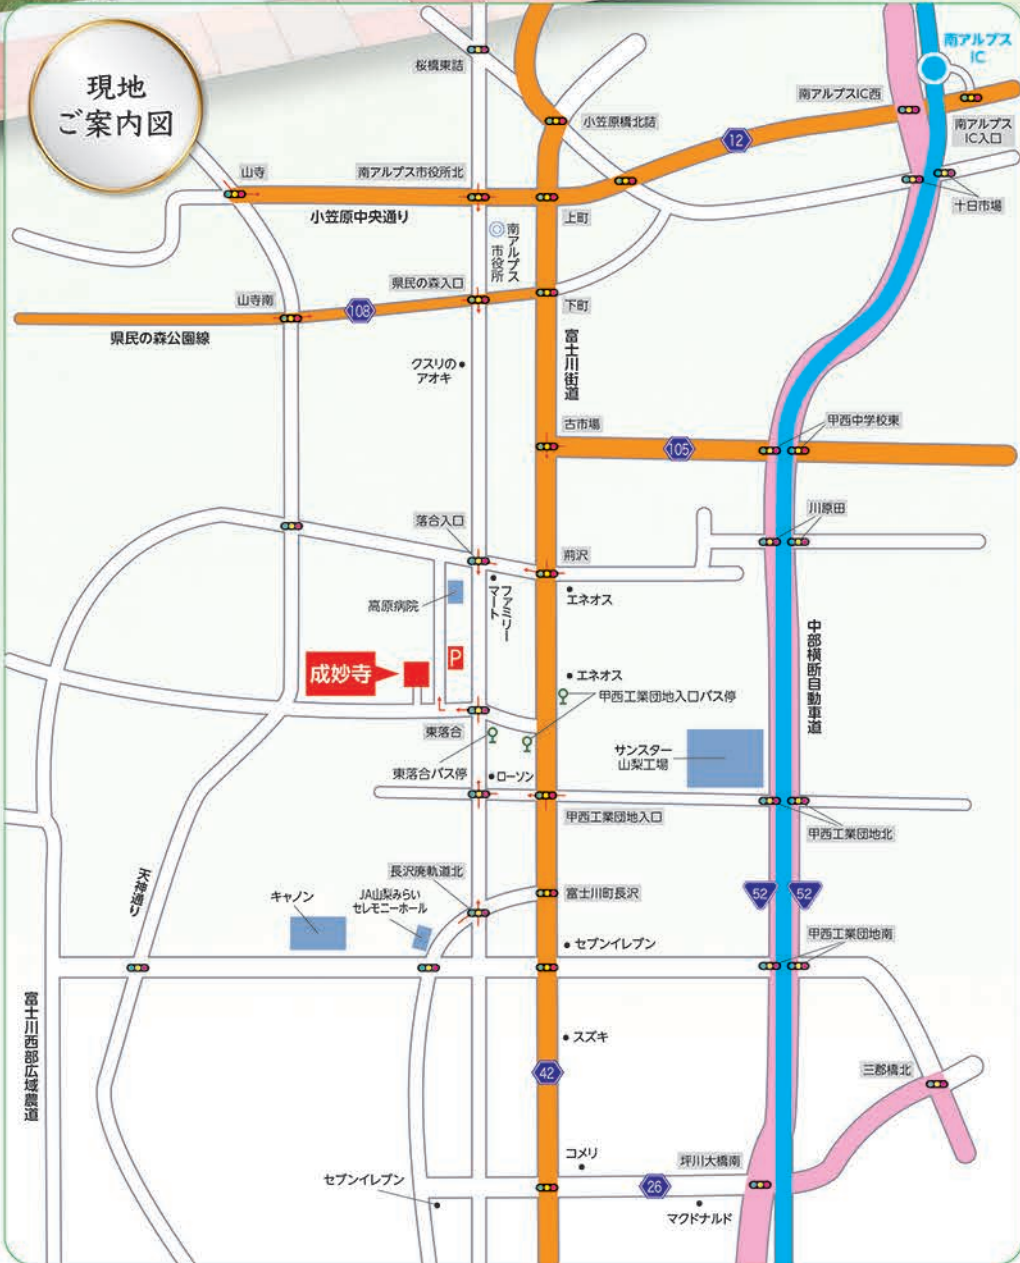 現地
ご案内図
南アルプス
IC
桜橋東詰
小笠原橋北詰
南アルプスIC西
南アルプス
IC入口
12
山寺
南アルプス市役所北
小笠原中央通り
上町
十日市場
南アルプス
市役所
県民の森入口
山寺南
108
下町
県民の森公園線
クスリの
アオキ
富士川街道
古市場
105
甲西中学校東
落合入口
川原田
荊沢
エネオス
高原病院
ファミリー
マート
中部横断自動車道
成妙寺
P
エネオス
甲西工業団地入口バス停
東落合
サンスター
山梨工場
東落合バス停
ローソン
甲西工業団地入口
甲西工業団地北
天神通り
長沢廃軌道北
キャノン
JA山梨みらい
セレモニーホール
富士川町長沢
52
52
セブンイレブン
甲西工業団地南
富士川西部広域農道
スズキ
42
三郡橋北
コメリ
坪川大橋南
セブンイレブン
26
マクドナルド